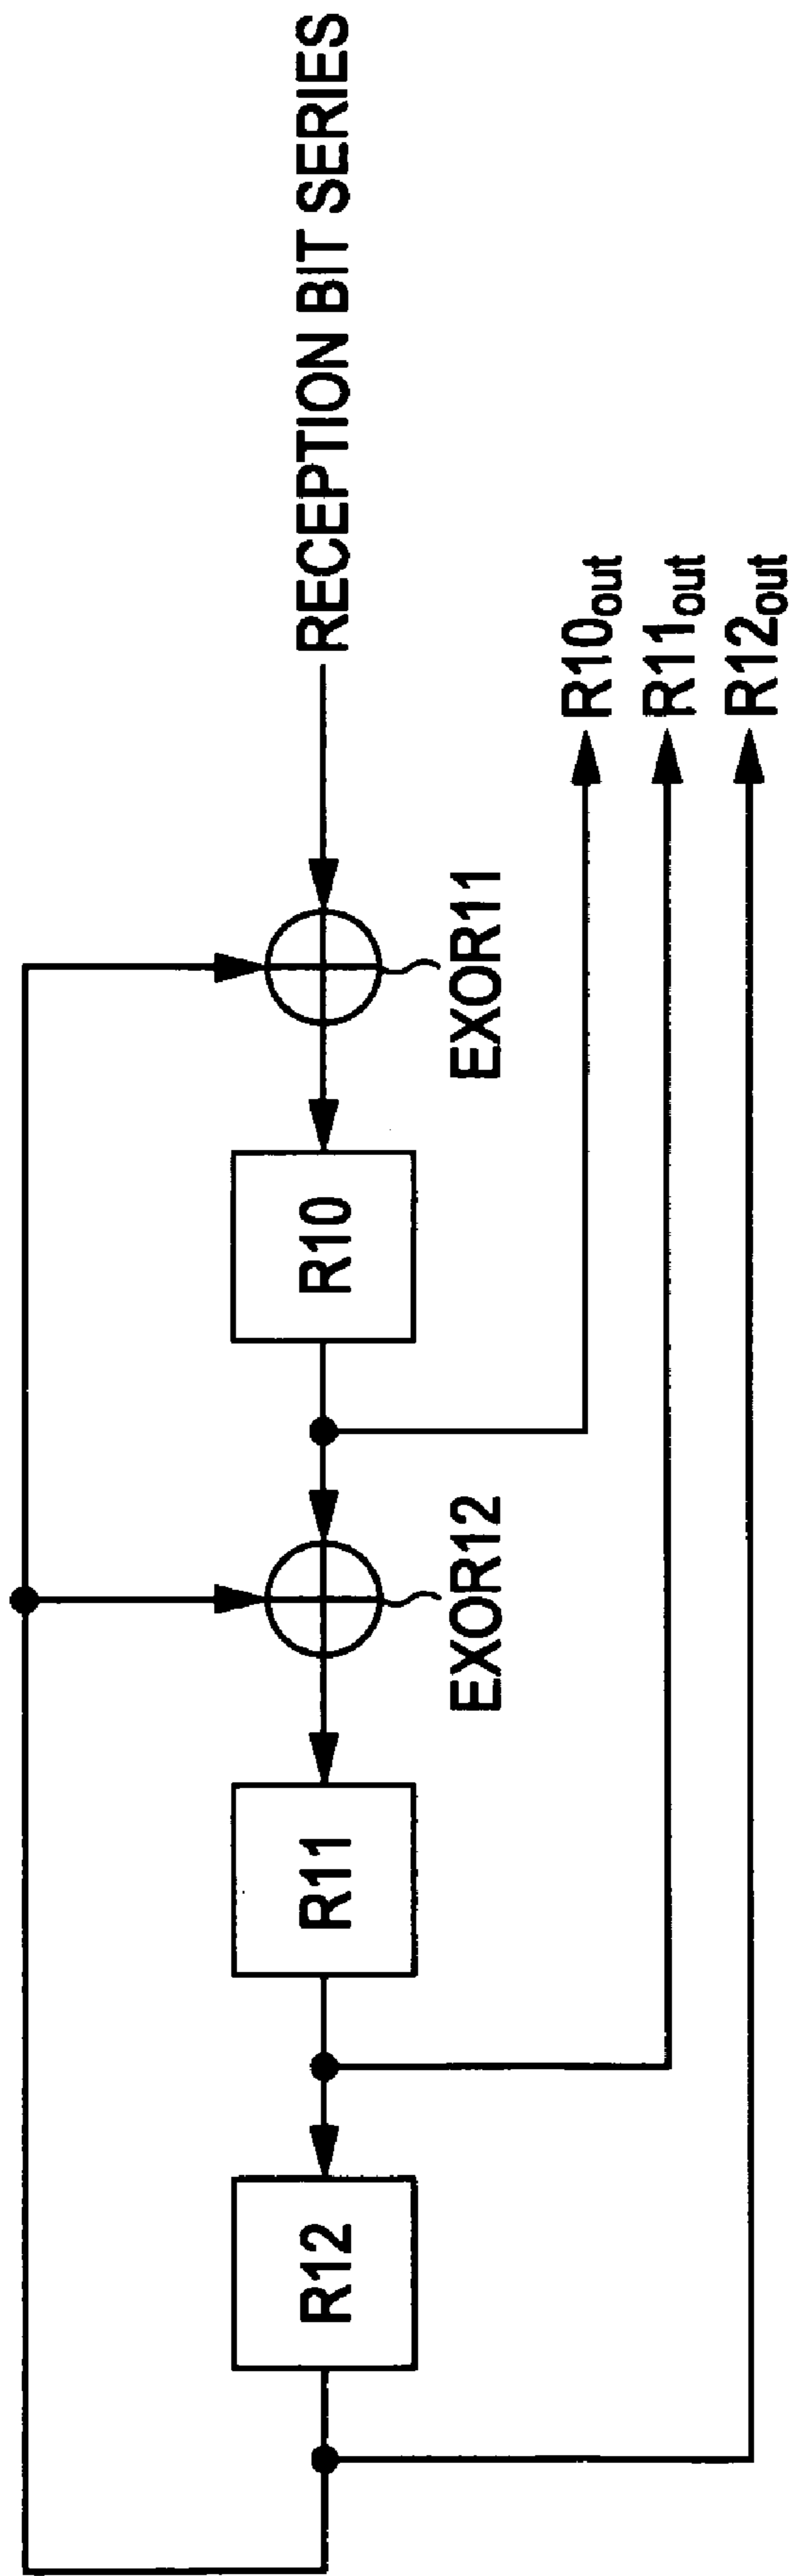 RECEPTION BIT SERIES
R12
R11
R10
EXOR12
EXOR11
R10out
R11out
R12out